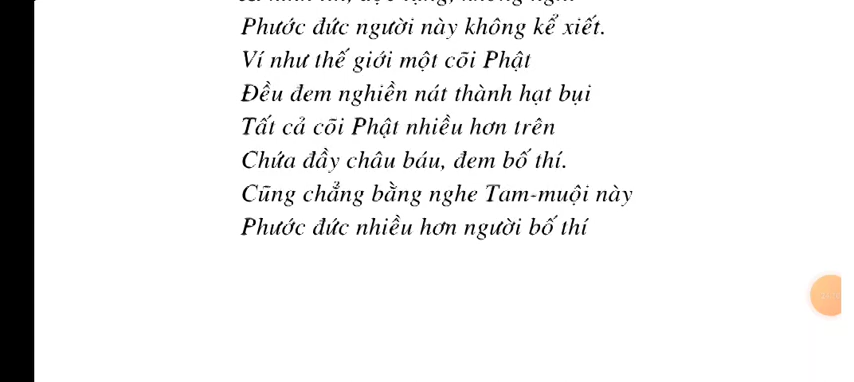 Phước đức người này không kể xiết.
Ví như thế giới một cõi Phật
Đều đem nghiền nát thành hạt bụi
Tất cả cõi Phật nhiều hơn trên
Chứa đầy châu báu, đem bố thí.
Cũng chẳng bằng nghe Tam-muội này
Phước đức nhiều hơn người bố thí